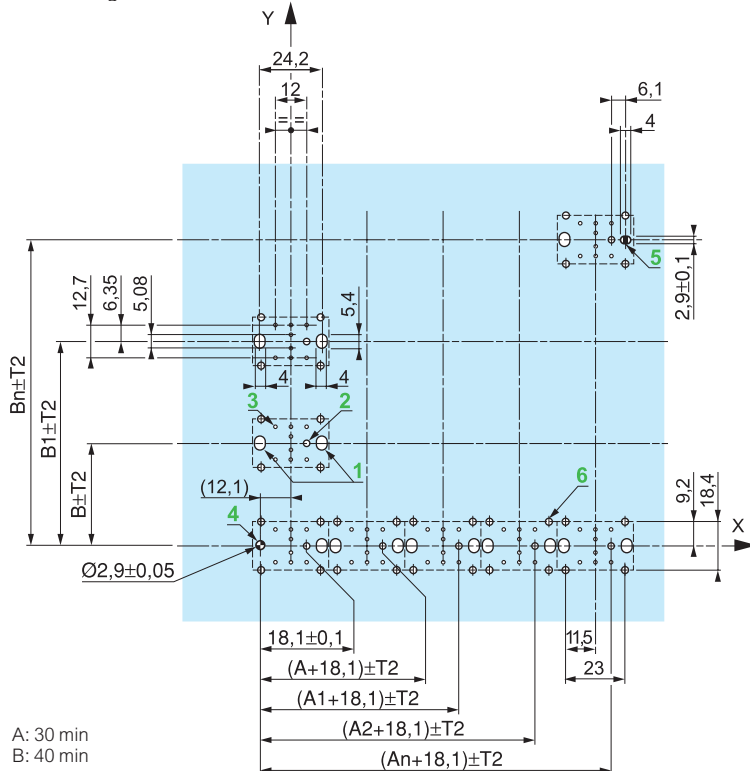 Y
24,2
12
= =
6,1
4
5
2,9±0,1
12,7
6,35
5,08
5,4
4
4
3
2
1
Bn±T2
B1±T2
B±T2
(12,1)
4
6
9,2
18,4
X
Ø2,9±0,05
18,1±0,1
11,5
(A+18,1)±T2
23
(A1+18,1)±T2
(A2+18,1)±T2
(An+18,1)±T2
A: 30 min
B: 40 min